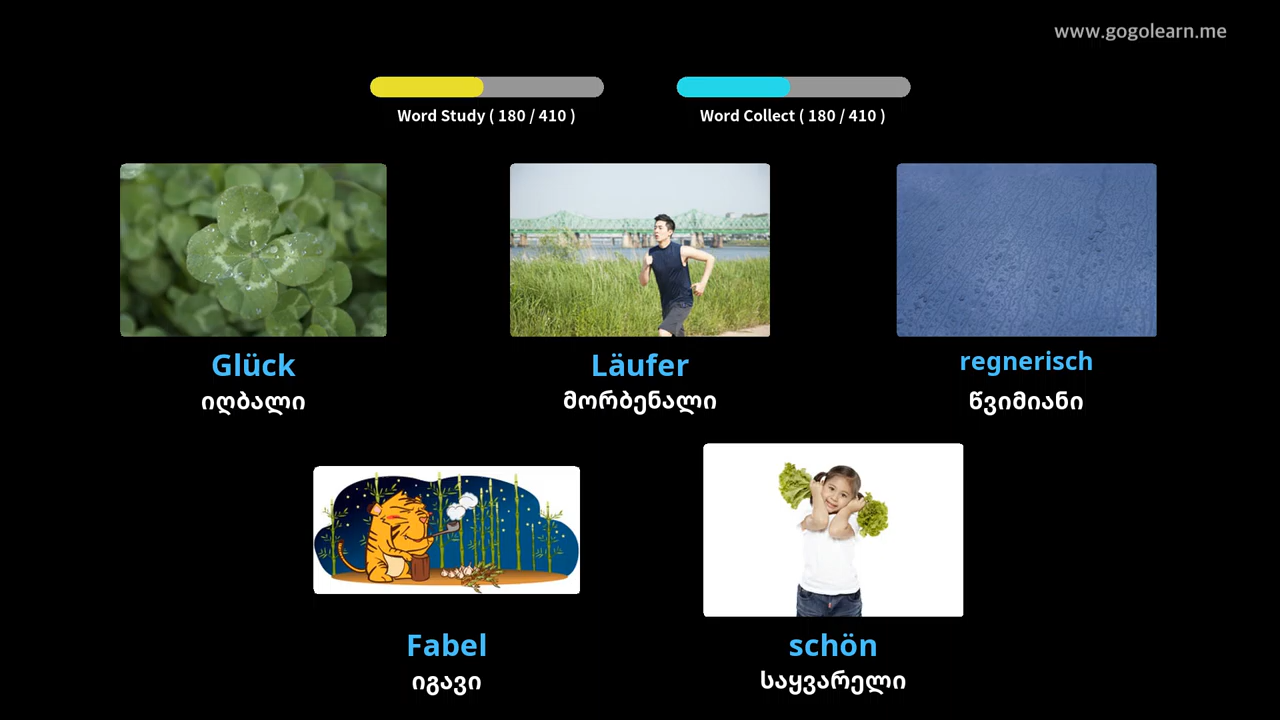 www.gogolearn.me
Word Study ( 180 / 410 )
Word Collect ( 180 / 410 )
Glück
იღბალი
Läufer
მორბენალი
regnerisch
წვიმიანი
Fabel
იგავი
schön
საყვარელი